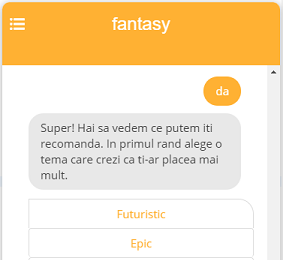 fantasy
da
Super! Hai sa vedem ce putem iti
recomanda. In primul rand alege o
tema care crezi ca ti-ar placea mai
mult.
Futuristic
Epic